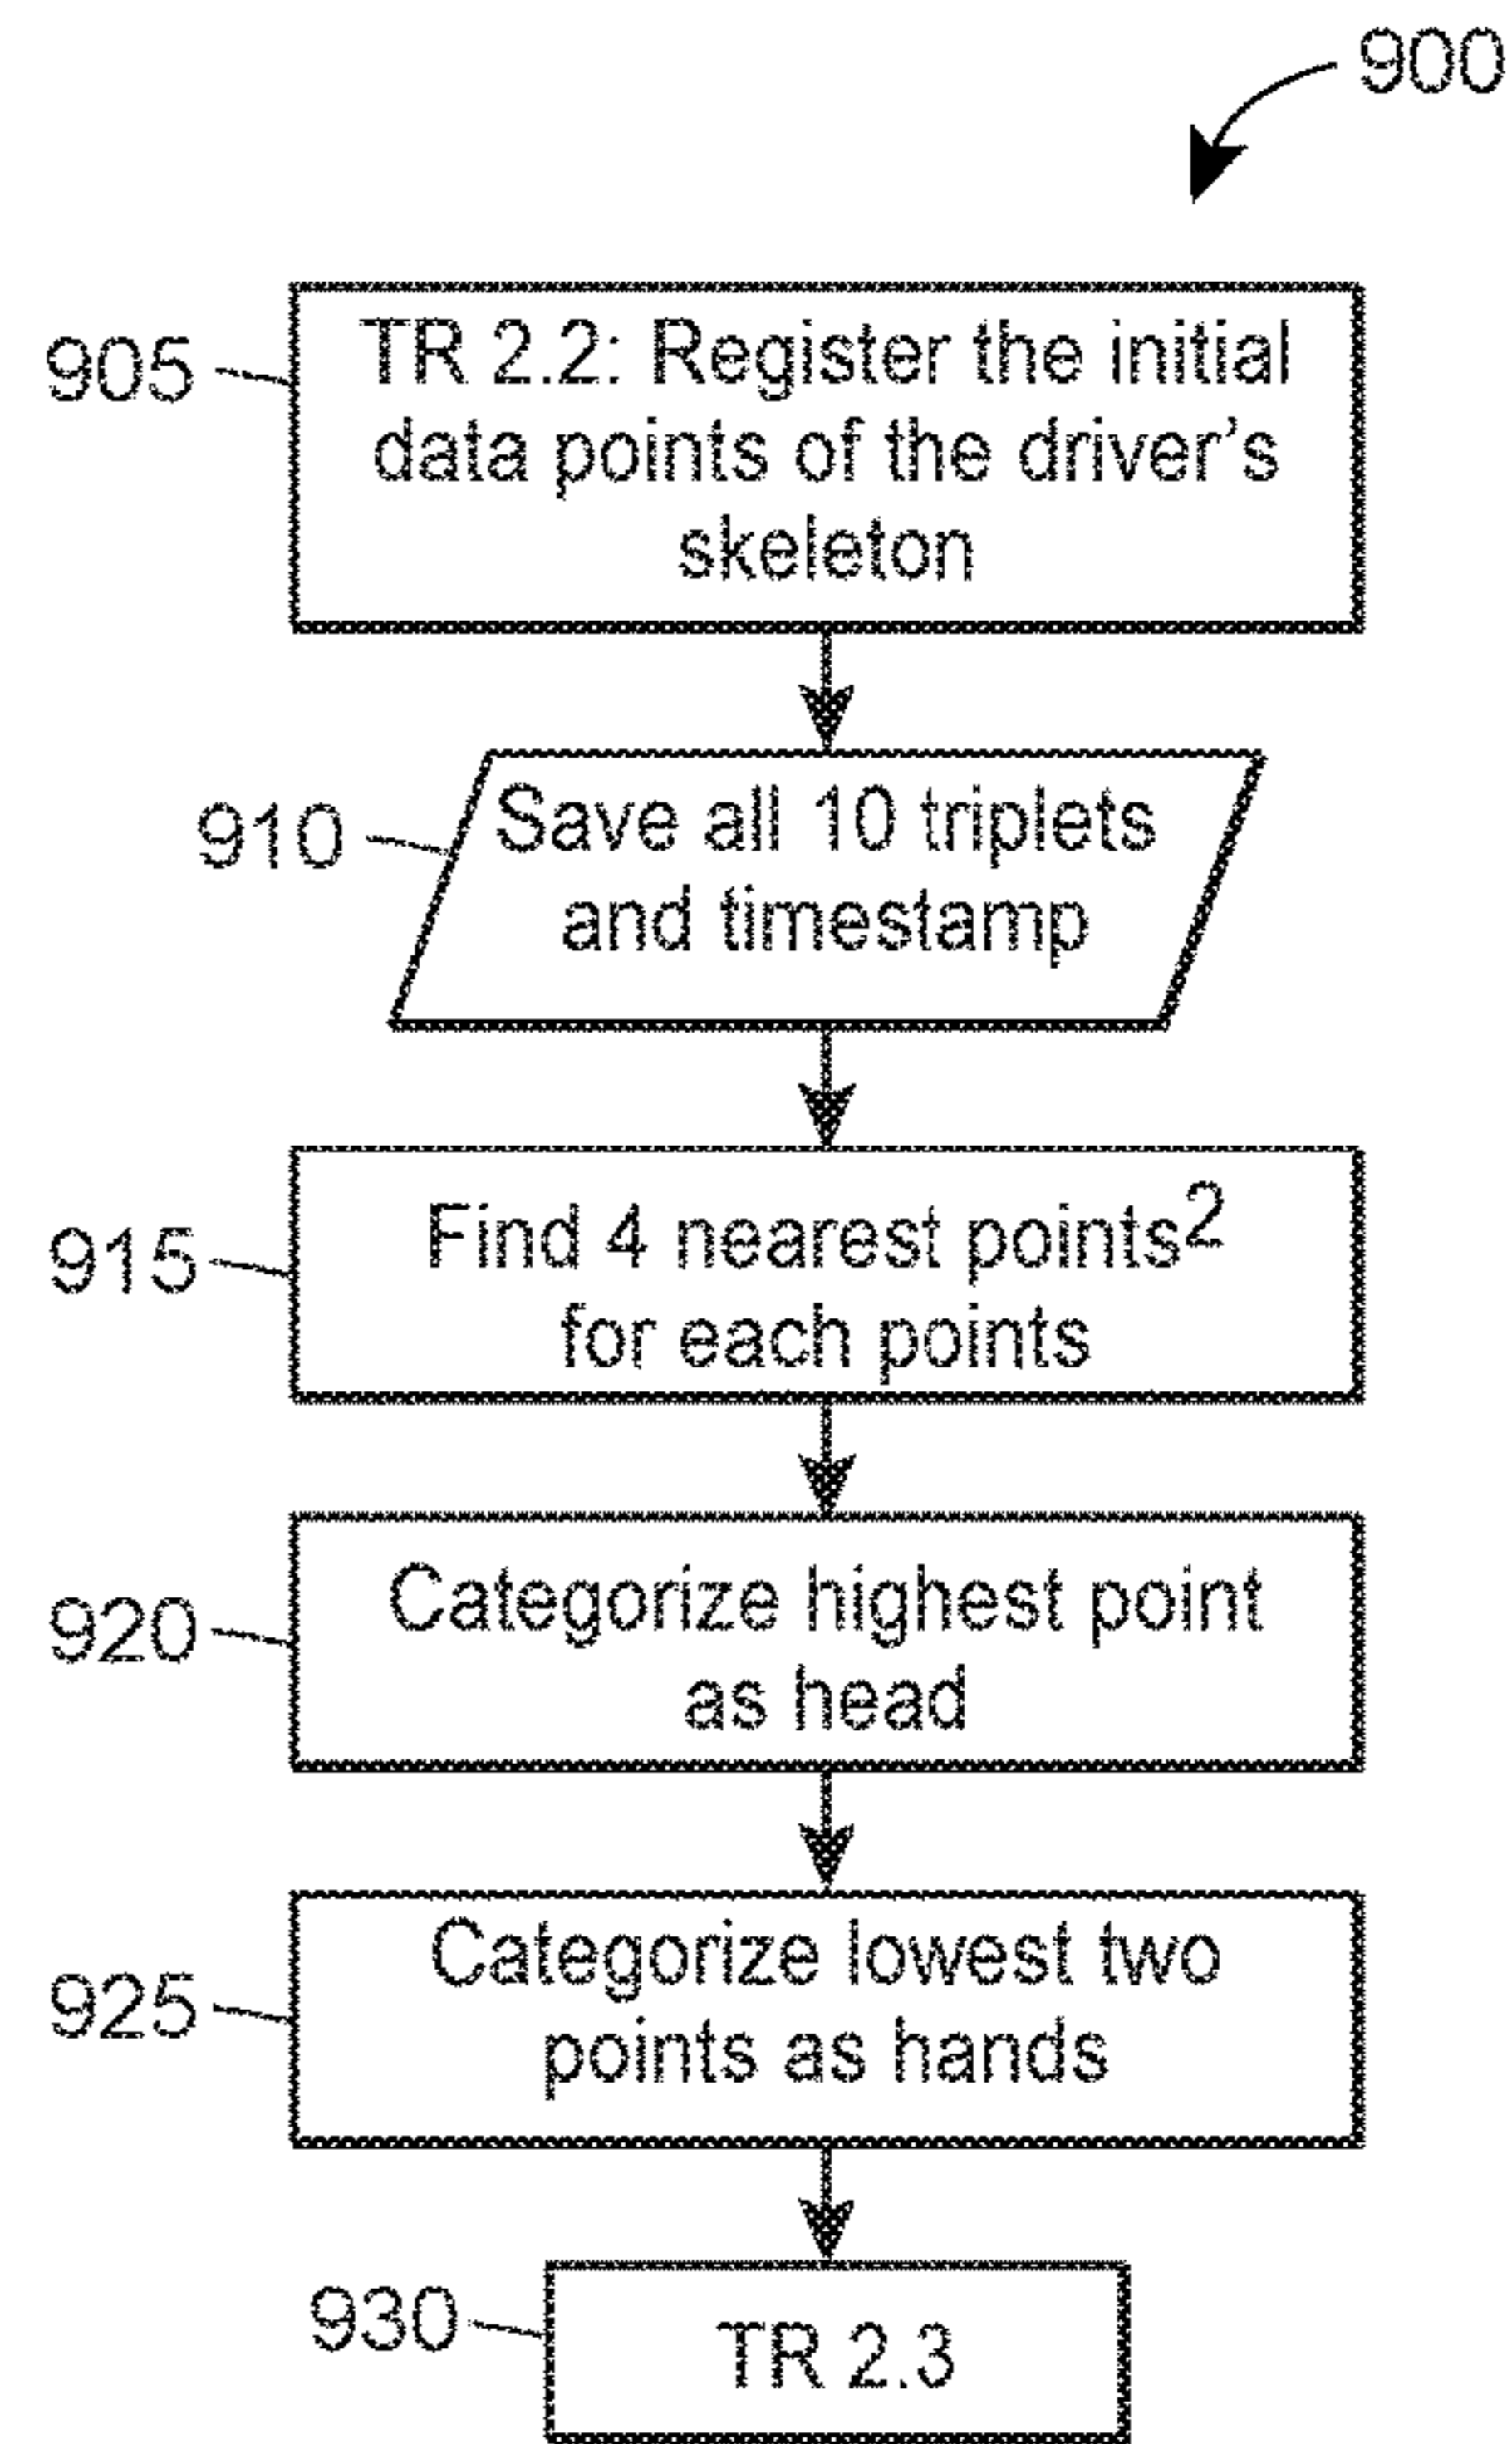 900
905
TR 2.2: Register the initial
data points of the driver's
skeleton
910
Save all 10 triplets
and timestamp
915
Find 4 nearest points²
for each points
920
Categorize highest point
as head
925
Categorize lowest two
points as hands
930
TR 2.3